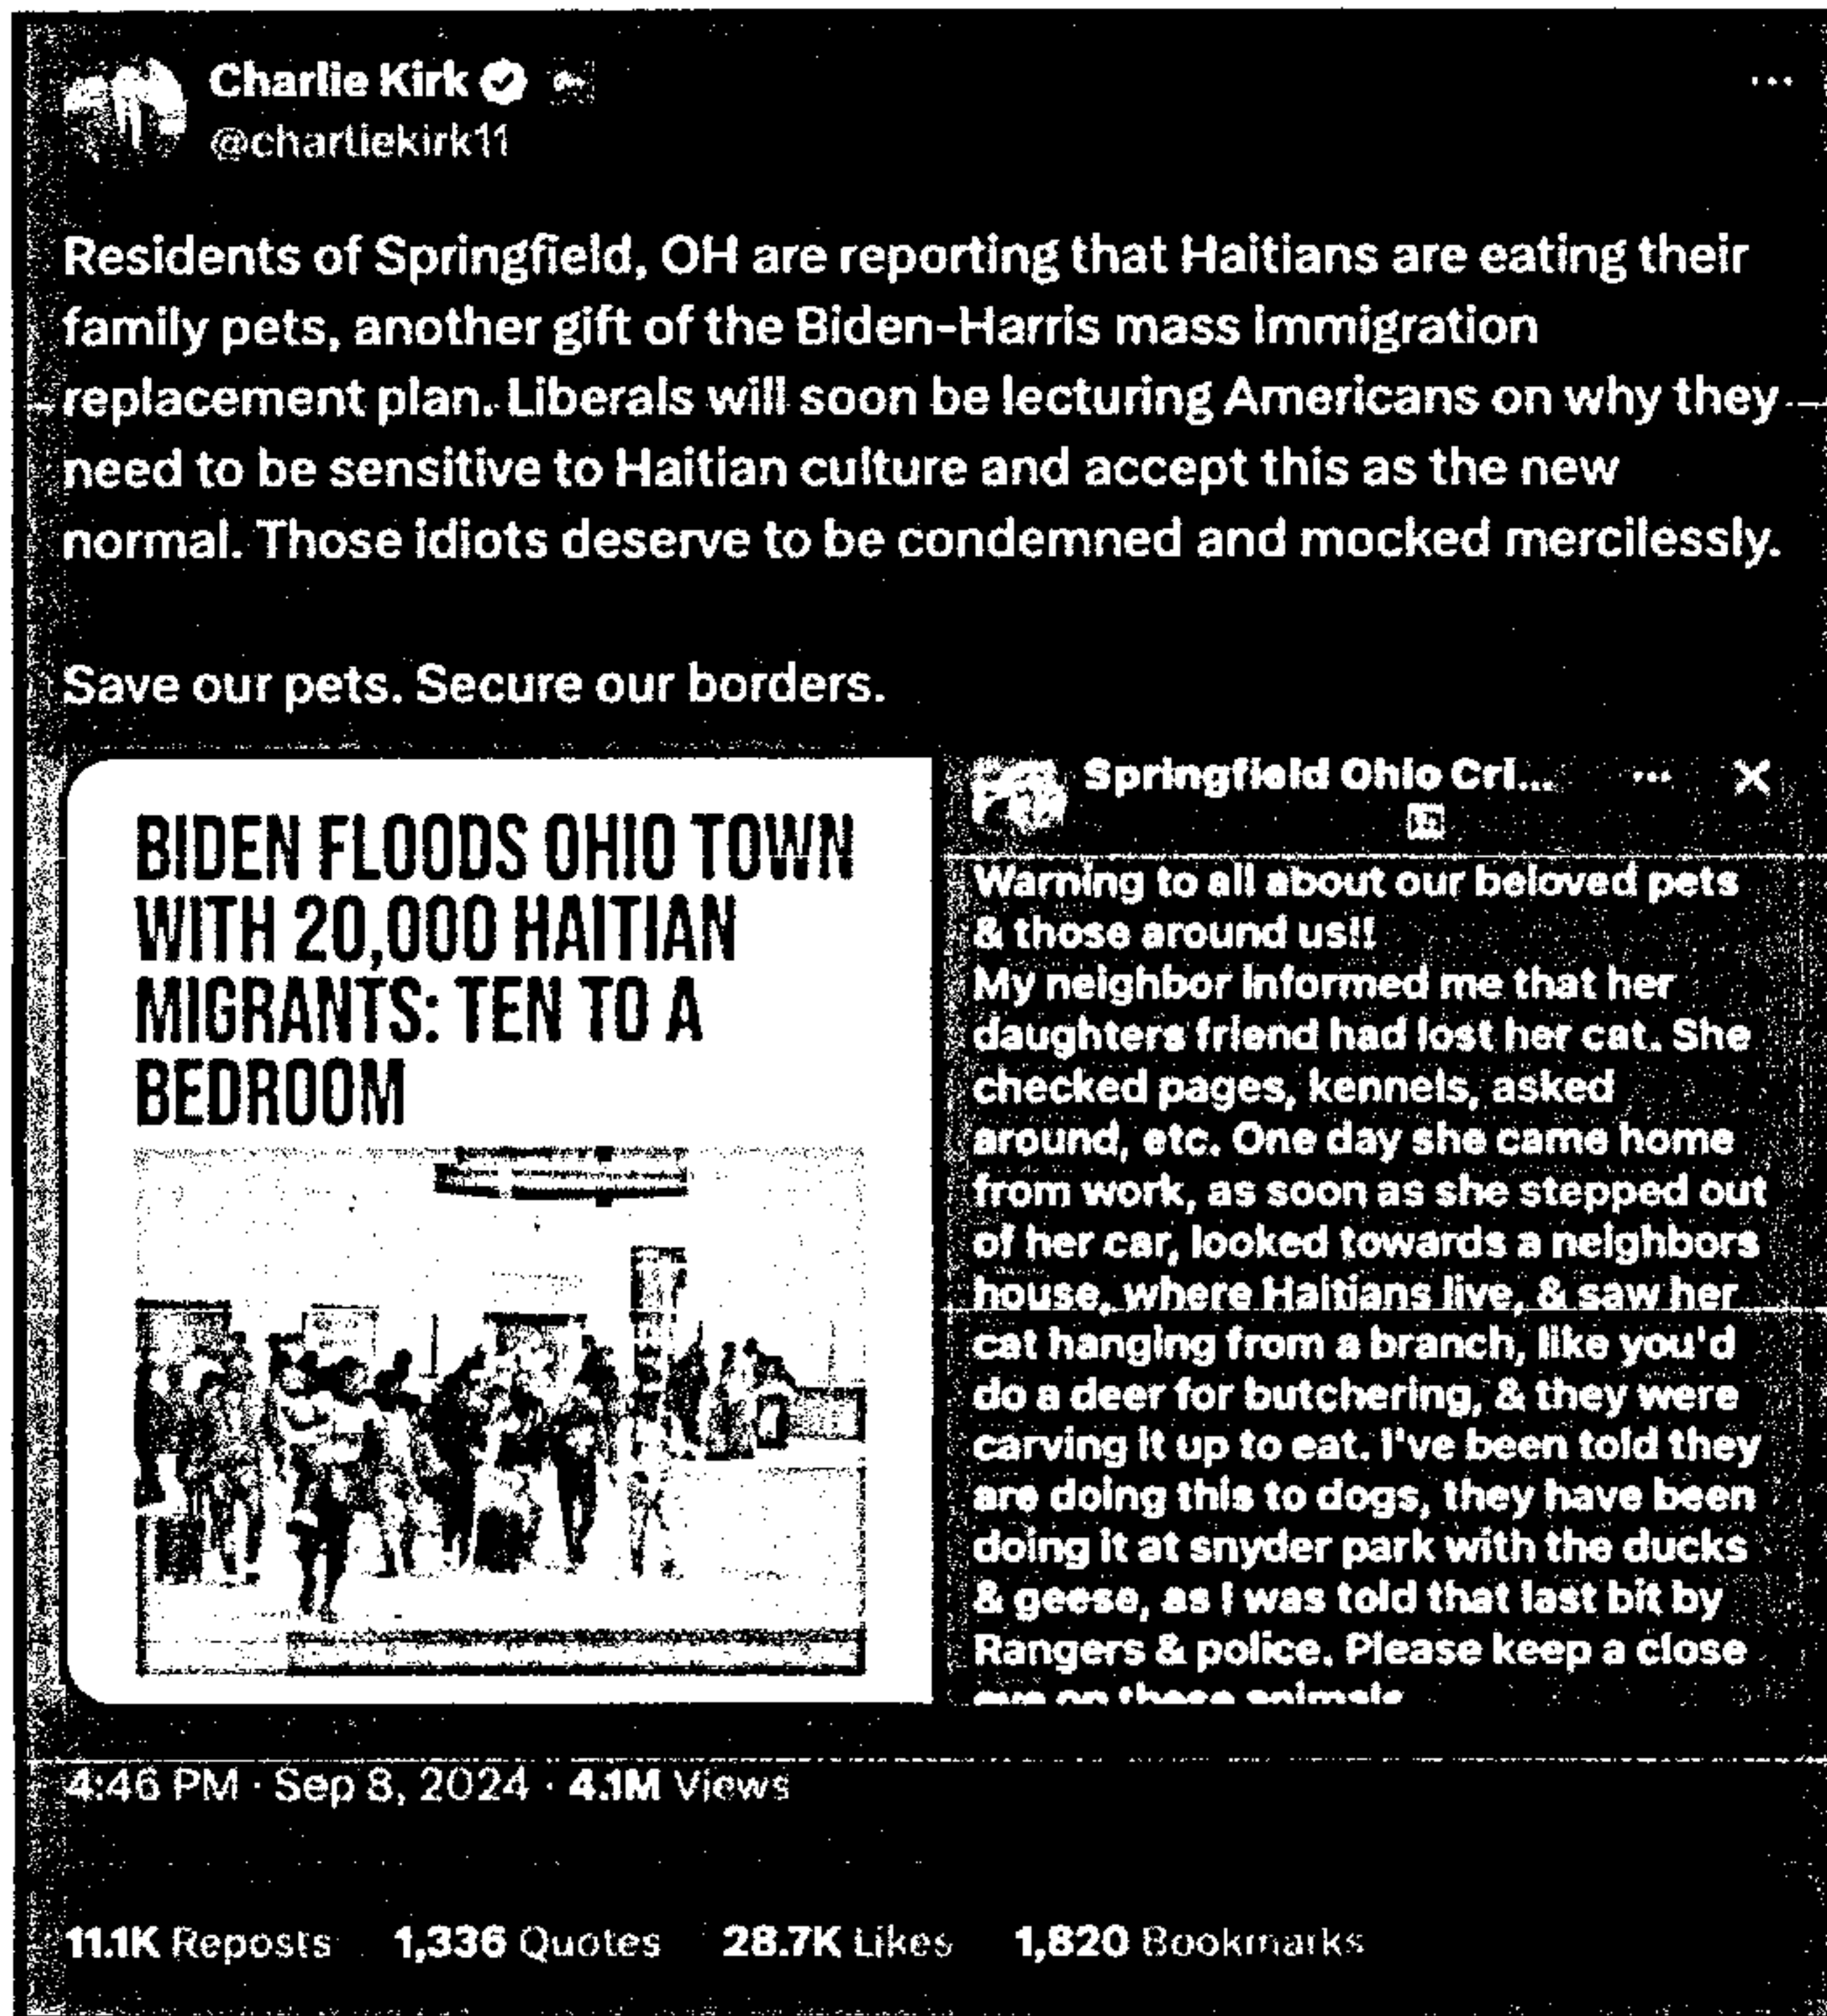 Charlie Kirk
@charliekirk11
Residents of Springfield, OH are reporting that Haitians are eating their
family pets, another gift of the Biden-Harris mass immigration
replacement plan. Liberals will soon be lecturing Americans on why they
need to be sensitive to Haitian culture and accept this as the new
normal. Those idiots deserve to be condemned and mocked mercilessly.
Save our pets. Secure our borders.
BIDEN FLOODS OHIO TOWN
WITH 20,000 HAITIAN
MIGRANTS: TEN TO A
BEDROOM
Springfield Ohio Cri...
Warning to all about our beloved pets
& those around us!!
My neighbor informed me that her
daughters friend had lost her cat. She
checked pages, kennels, asked
around, etc. One day she came home
from work, as soon as she stepped out
of her car, looked towards a neighbors
house, where Haitians live, & saw her
cat hanging from a branch, like you'd
do a deer for butchering, & they were
carving it up to eat. I've been told they
are doing this to dogs, they have been
doing it at snyder park with the ducks
& geese, as I was told that last bit by
Rangers & police. Please keep a close
eye on these animals
4:46 PM · Sep 8, 2024 · 4.1M Views
11.1K Reposts 1,336 Quotes 28.7K Likes 1,820 Bookmarks